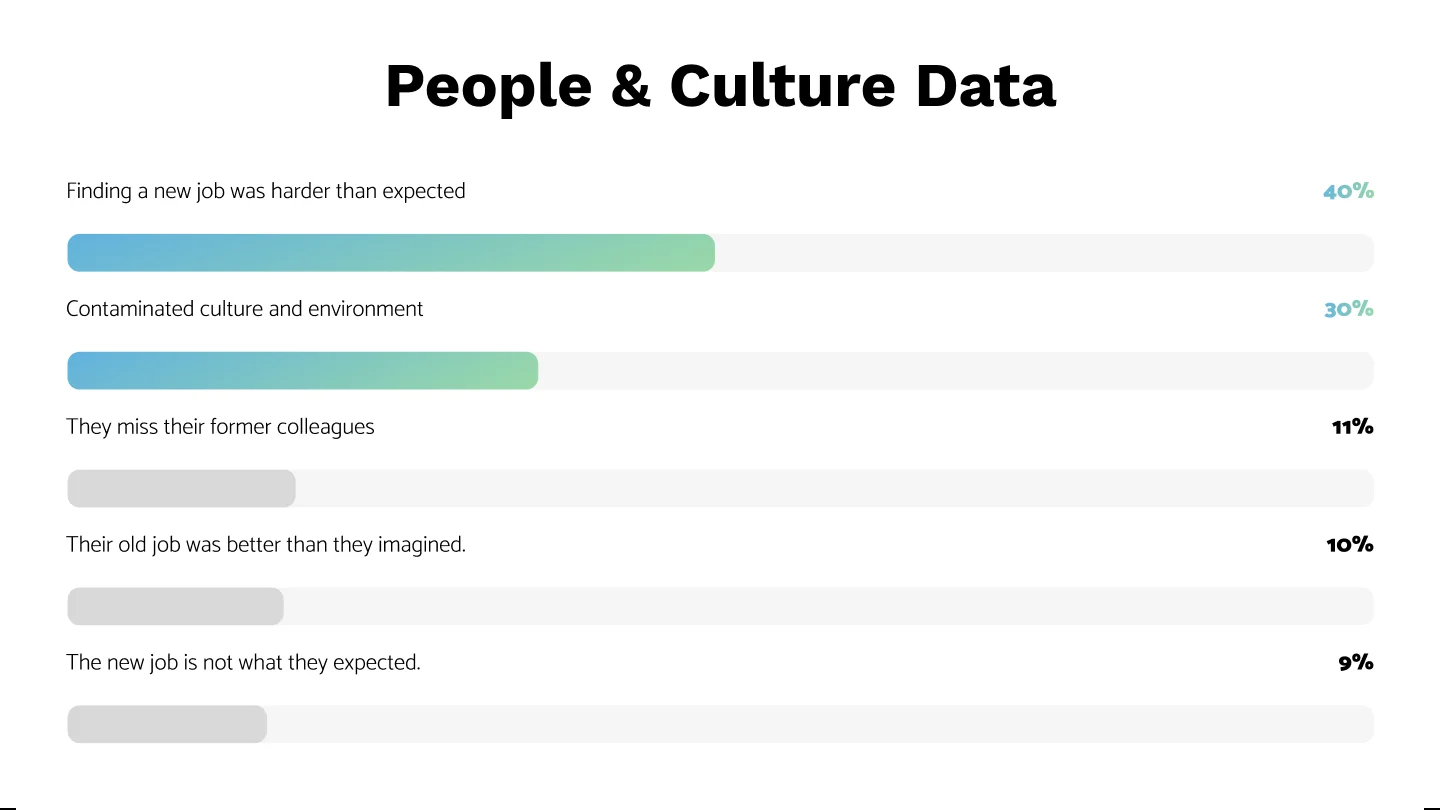 People & Culture Data
Finding a new job was harder than expected 40%
Contaminated culture and environment 30%
They miss their former colleagues 11%
Their old job was better than they imagined. 10%
The new job is not what they expected. 9%